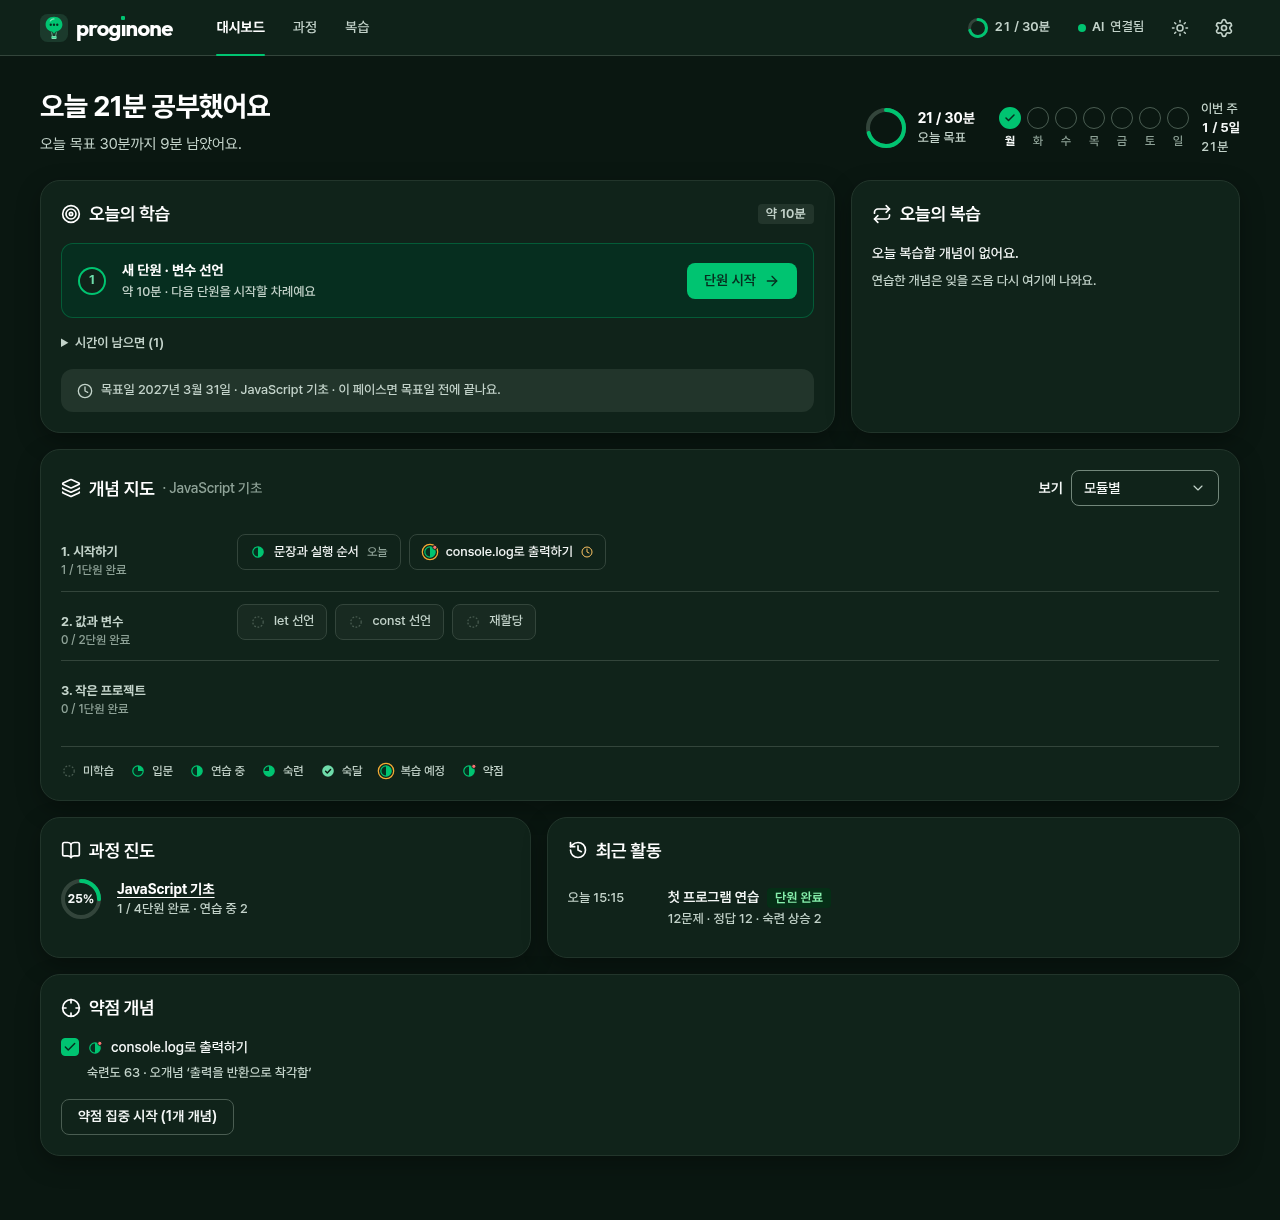 proginone
대시보드
과정
복습
21 / 30분
AI 연결됨
오늘 21분 공부했어요
오늘 목표 30분까지 9분 남았어요.
21 / 30분
오늘 목표
월 화 수 목 금 토 일
이번 주
1 / 5일
21분
오늘의 학습
약 10분
1
새 단원 · 변수 선언
약 10분 · 다음 단원을 시작할 차례예요
단원 시작
시간이 남으면 (1)
목표일 2027년 3월 31일 · JavaScript 기초 · 이 페이스면 목표일 전에 끝나요.
오늘의 복습
오늘 복습할 개념이 없어요.
연습한 개념은 잊을 즈음 다시 여기에 나와요.
개념 지도 · JavaScript 기초
보기
모듈별
1. 시작하기
1 / 1단원 완료
문장과 실행 순서 오늘
console.log로 출력하기
2. 값과 변수
0 / 2단원 완료
let 선언
const 선언
재할당
3. 작은 프로젝트
0 / 1단원 완료
미학습
입문
연습 중
숙련
숙달
복습 예정
약점
과정 진도
25%
JavaScript 기초
1 / 4단원 완료 · 연습 중 2
최근 활동
오늘 15:15
첫 프로그램 연습 단원 완료
12문제 · 정답 12 · 숙련 상승 2
약점 개념
console.log로 출력하기
숙련도 63 · 오개념 ‘출력을 반환으로 착각함’
약점 집중 시작 (1개 개념)